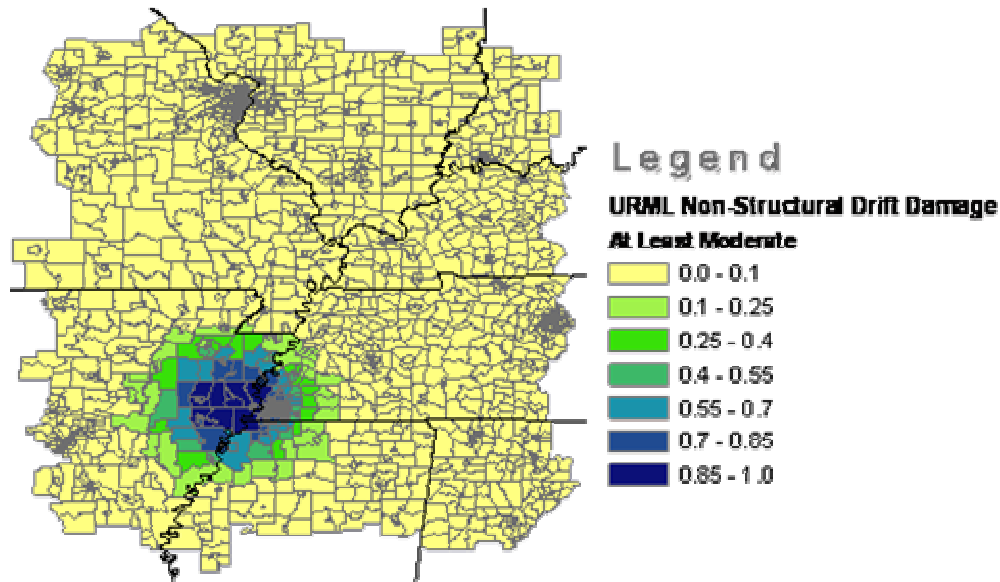 Legend
URML Non-Structural Drift Damage
At Least Moderate
0.0 - 0.1
0.1 - 0.25
0.25 - 0.4
0.4 - 0.55
0.55 - 0.7
0.7 - 0.85
0.85 - 1.0